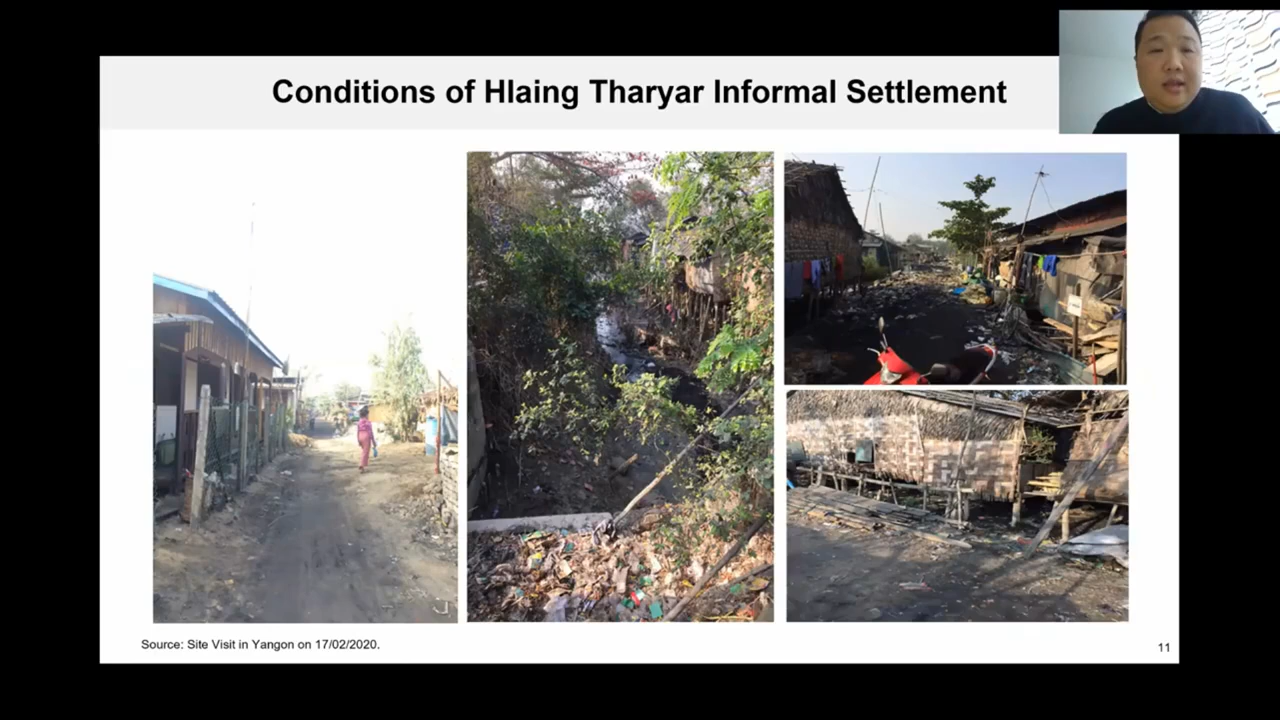 Conditions of Hlaing Tharyar Informal Settlement
Source: Site Visit in Yangon on 17/02/2020.
11